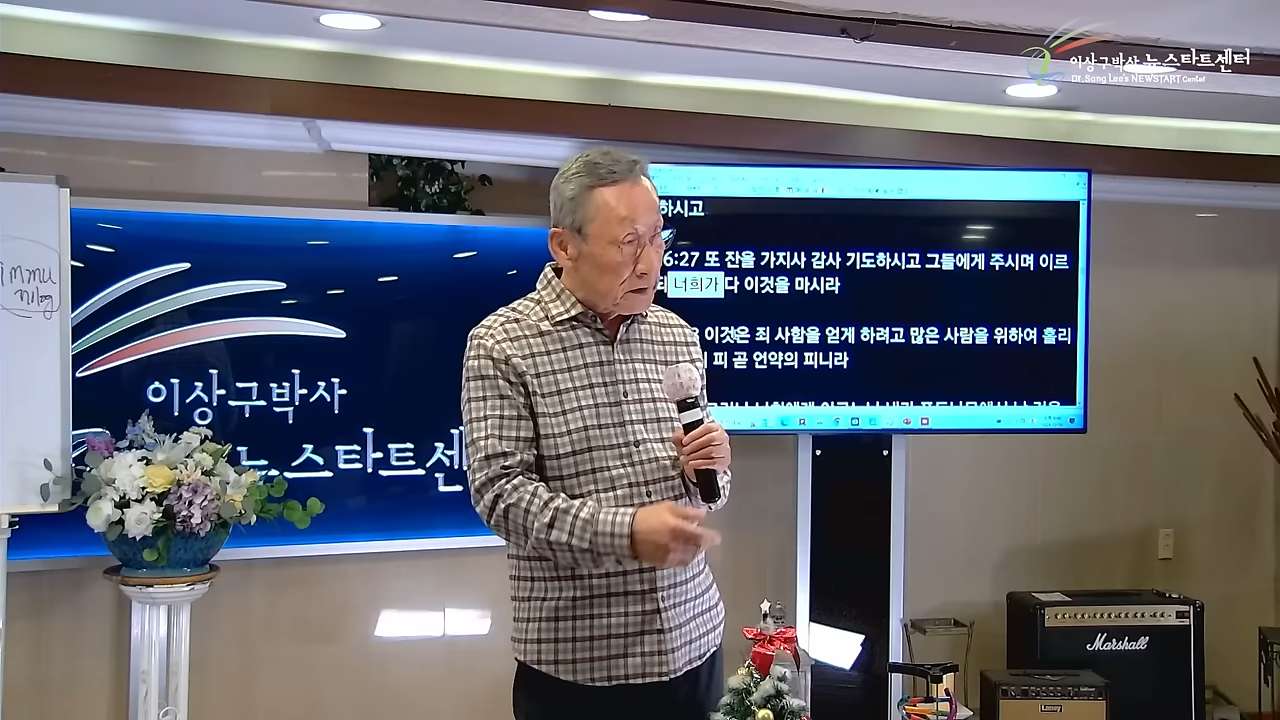 이상구박사 뉴스타트센터
Dr. Sang Lee's NEWSTART Center
immu
이상구박사
뉴스타트센
하시고
6:27 또 잔을 가지사 감사 기도하시고 그들에게 주시며 이르
너희가 다 이것을 마시라
이것은 죄 사함을 얻게 하려고 많은 사람을 위하여 흘리
피 곧 언약의 피니라
Marshall
Laney